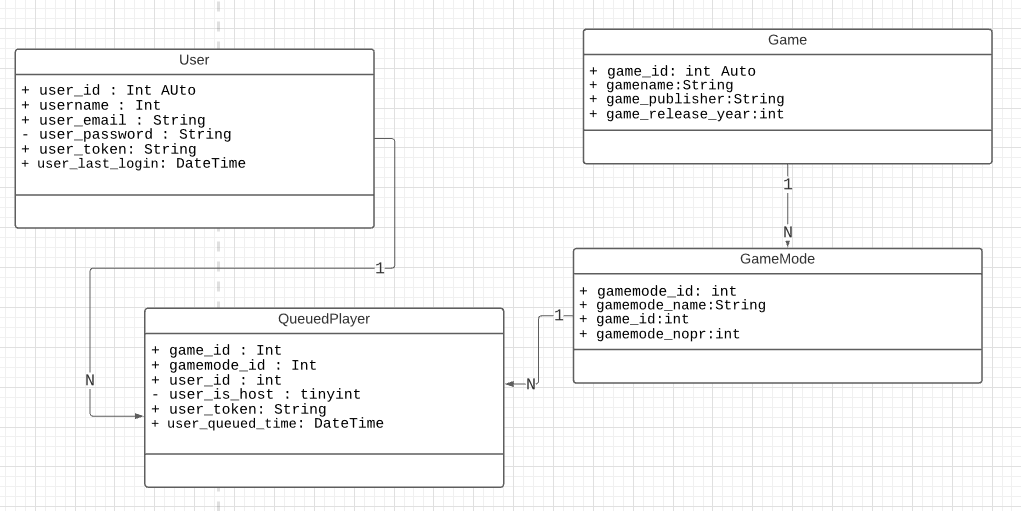 User
+ user_id : Int AUto
+ username : Int
+ user_email : String
- user_password : String
+ user_token: String
+ user_last_login: DateTime
Game
+ game_id: int Auto
+ gamename:String
+ game_publisher:String
+ game_release_year:int
1
N
GameMode
+ gamemode_id: int
+ gamemode_name:String
+ game_id:int
+ gamemode_nopr:int
1
N
1
N
QueuedPlayer
+ game_id : Int
+ gamemode_id : Int
+ user_id : int
- user_is_host : tinyint
+ user_token: String
+ user_queued_time: DateTime